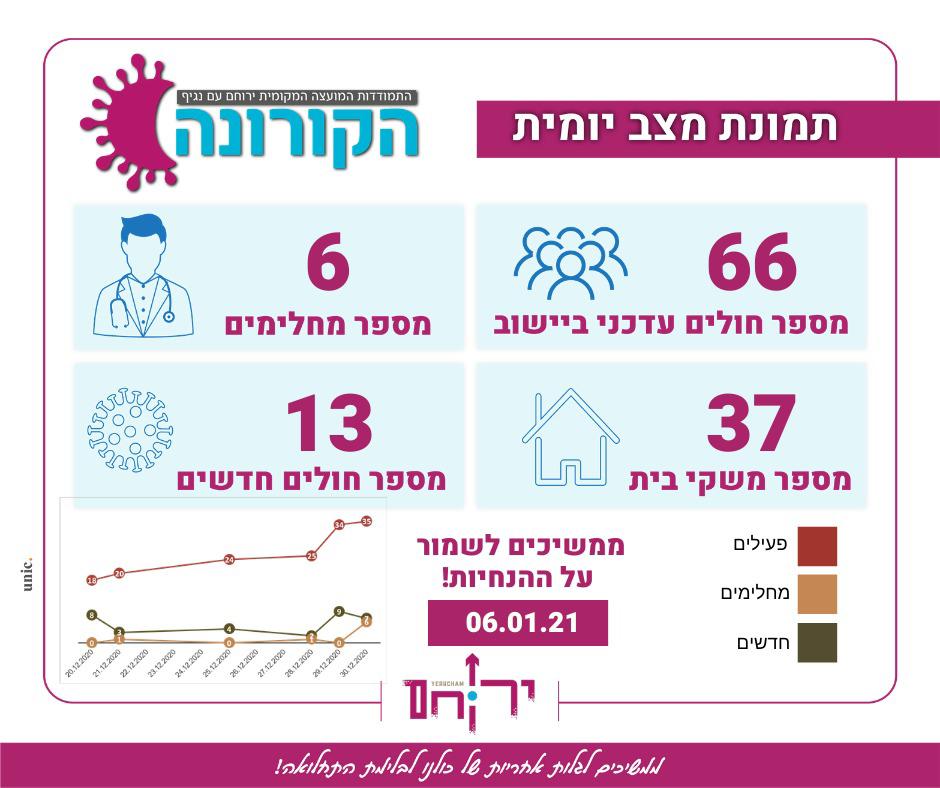 התמודדות המועצה המקומית ירוחם עם נגיף
הקורונה
תמונת מצב יומית
66
מספר חולים עדכני ביישוב
6
מספר מחלימים
37
מספר משקי בית
13
מספר חולים חדשים
פעילים
מחלימים
חדשים
ממשיכים לשמור
על ההנחיות!
06.01.21
18 20 24 25 34 35
8 3 4 2 9 7
0 1 0 1 0 6
20.12.2020 21.12.2020 22.12.2020 23.12.2020 24.12.2020 25.12.2020 26.12.2020 27.12.2020 28.12.2020 29.12.2020 30.12.2020
unic.
YERUCHAM
ירוחם
ממשיכים לגלות אחריות של כולנו לבלימת התחלואה!